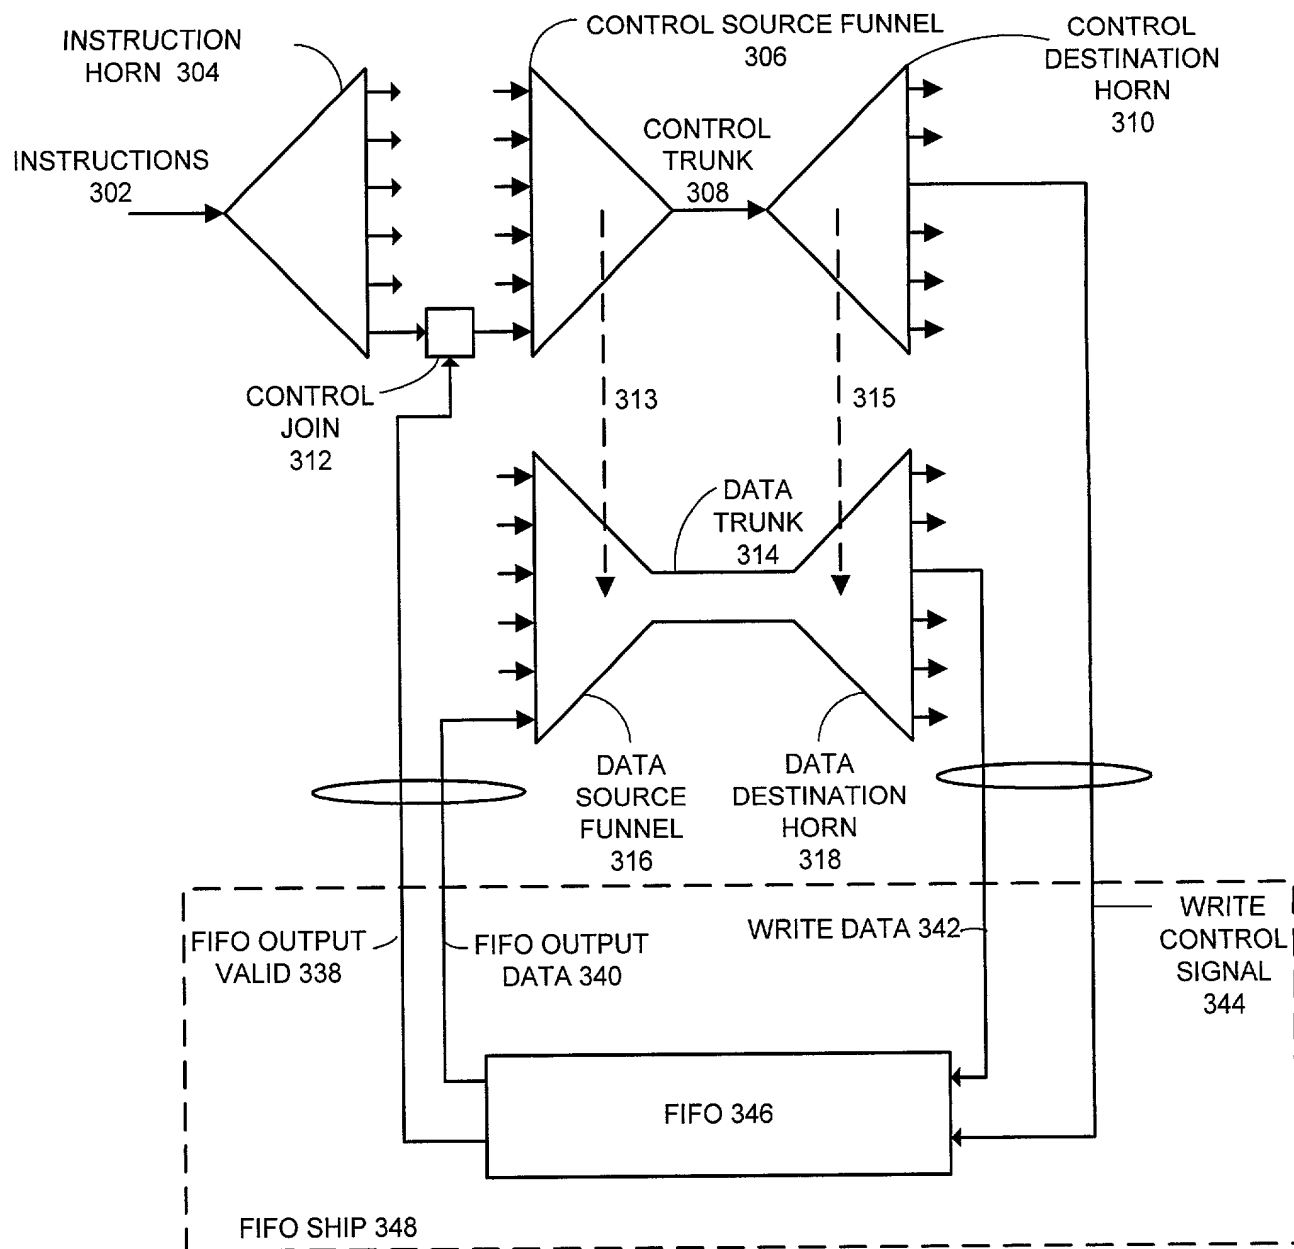 INSTRUCTION
HORN 304
CONTROL SOURCE FUNNEL
306
CONTROL
DESTINATION
HORN
310
INSTRUCTIONS
302
CONTROL
TRUNK
308
CONTROL
JOIN
312
313
315
DATA
TRUNK
314
DATA
SOURCE
FUNNEL
316
DATA
DESTINATION
HORN
318
FIFO OUTPUT
VALID 338
FIFO OUTPUT
DATA 340
WRITE DATA 342
WRITE
CONTROL
SIGNAL
344
FIFO 346
FIFO SHIP 348